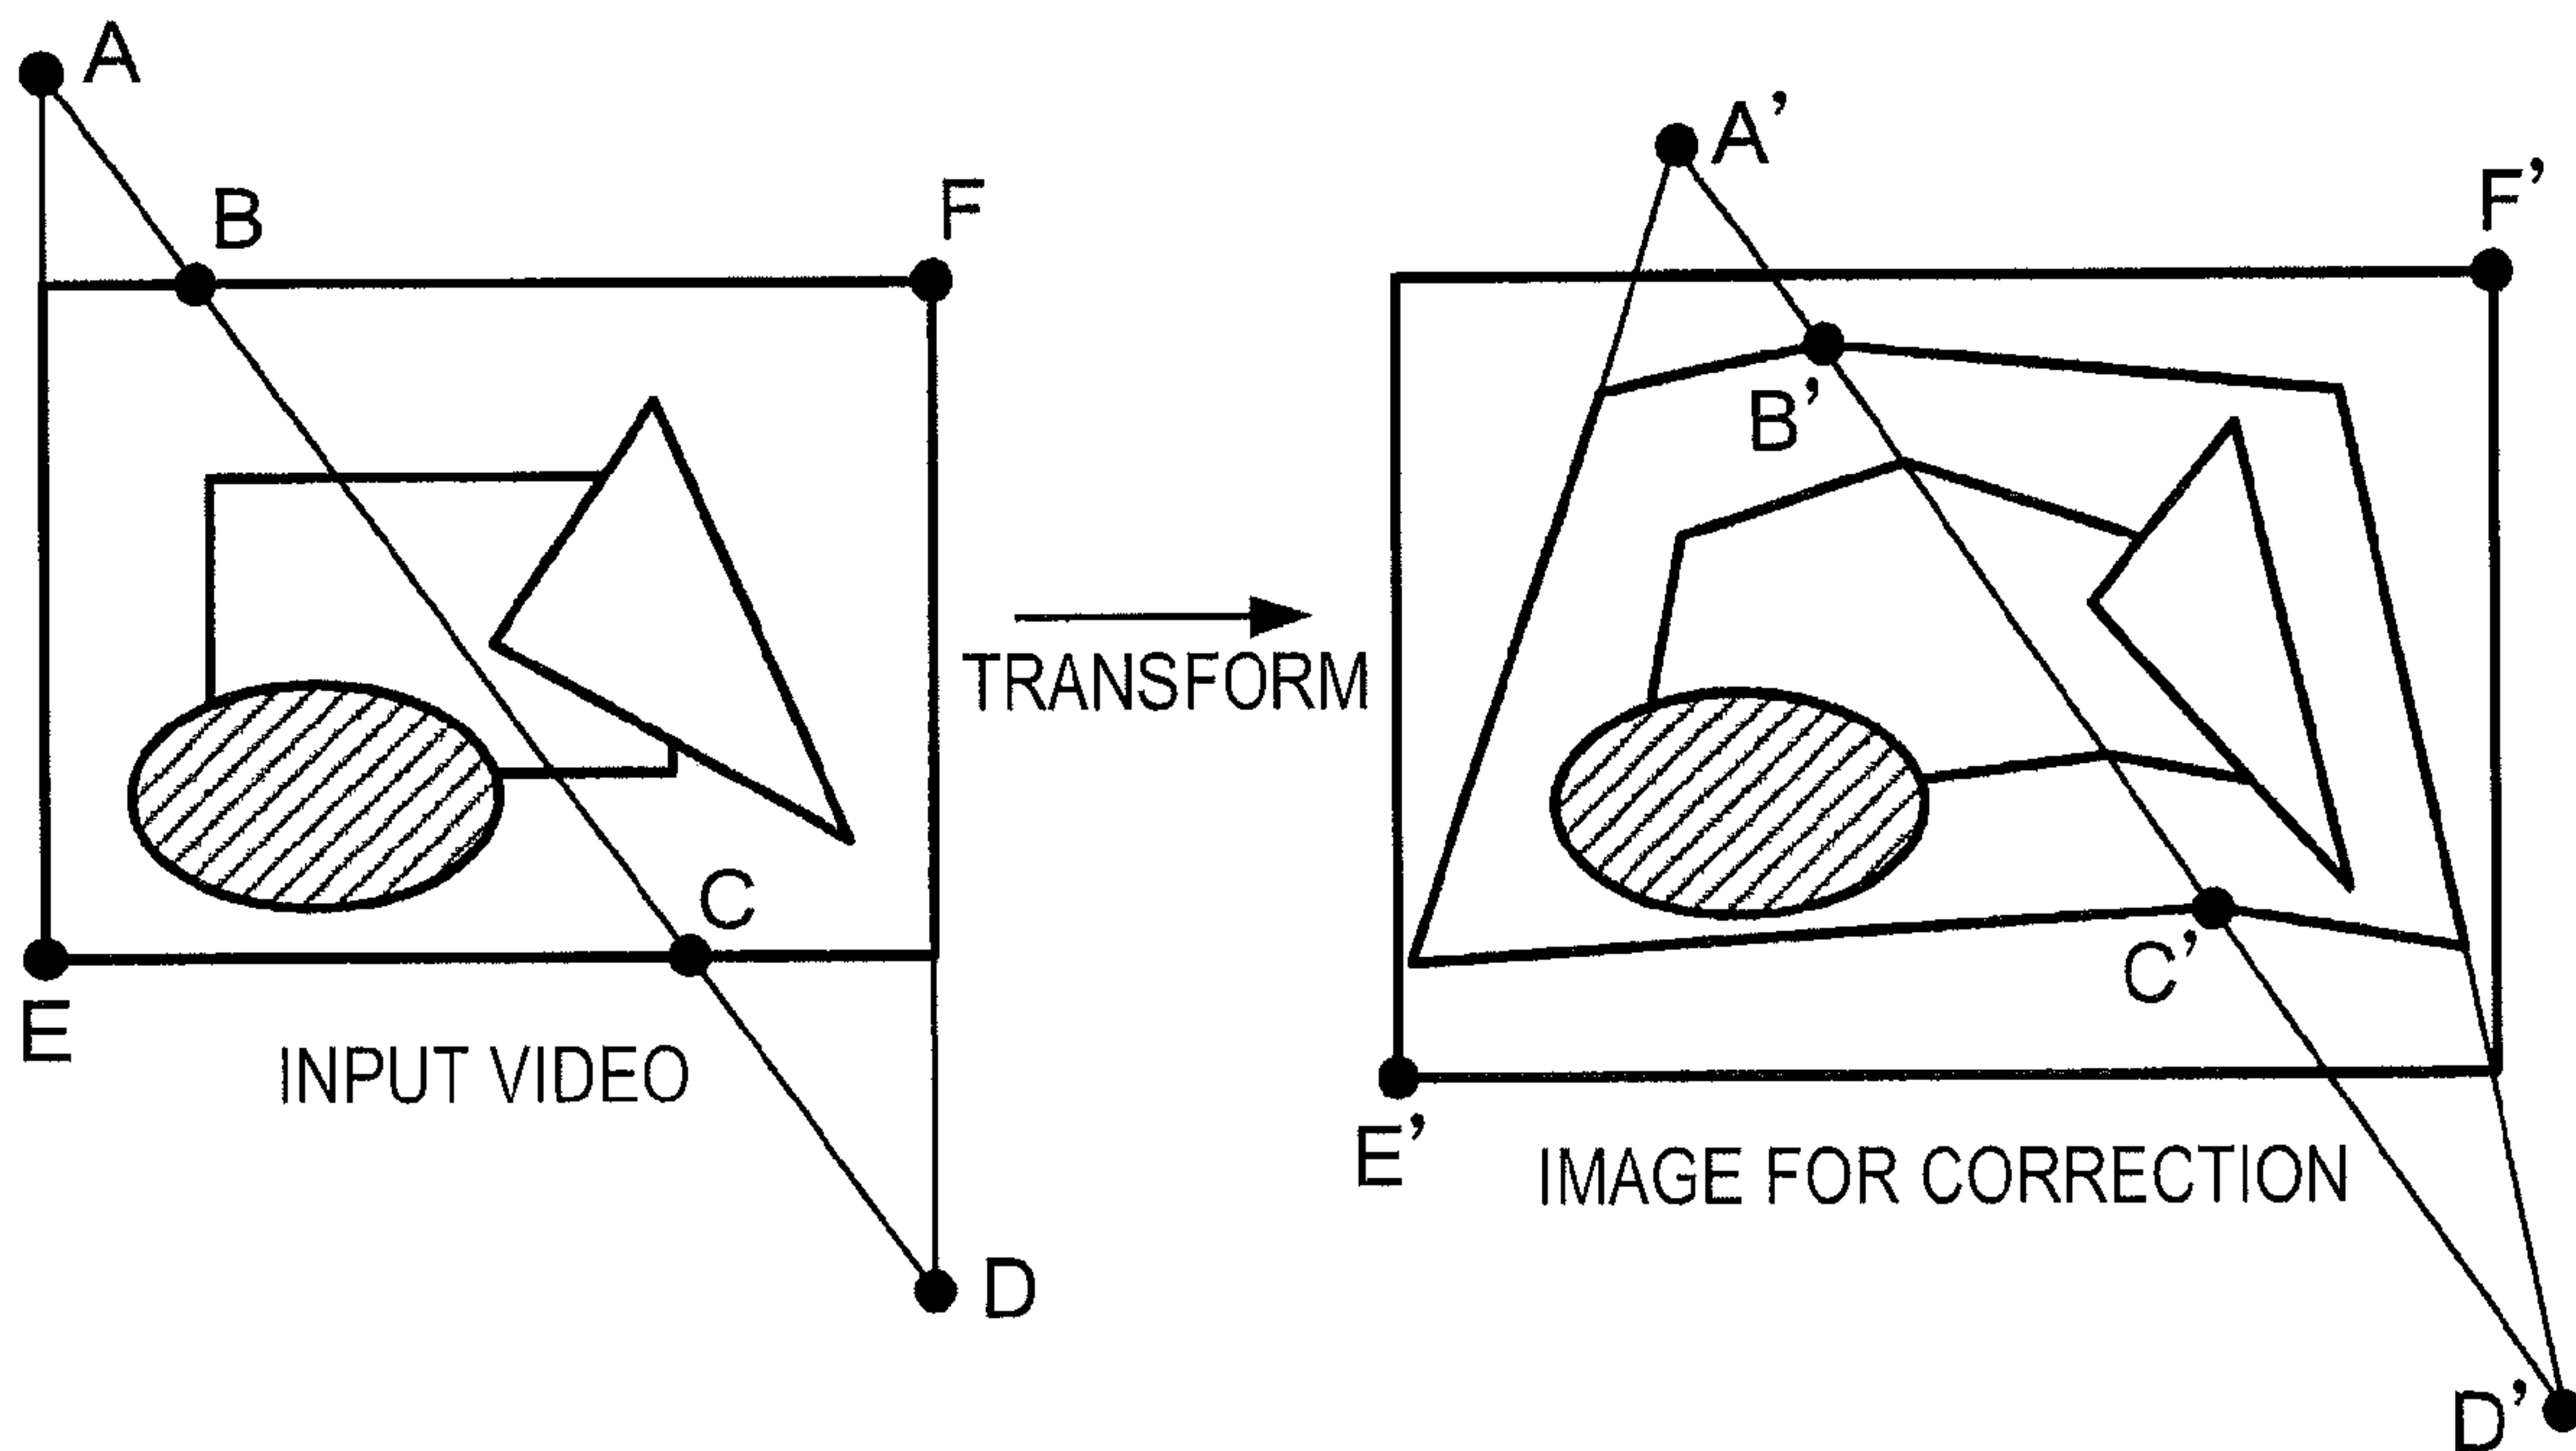 A
B
F
C
E
D
INPUT VIDEO
TRANSFORM
A’
F’
B’
C’
E’
D’
IMAGE FOR CORRECTION